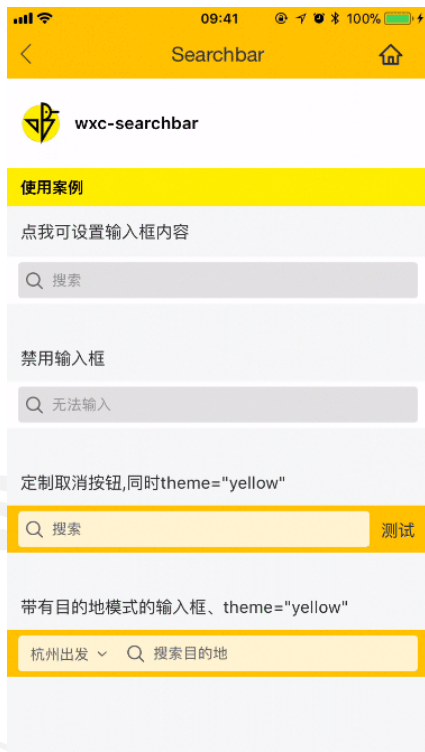 09:41 100%
Searchbar
wxc-searchbar
使用案例
点我可设置输入框内容
搜索
禁用输入框
无法输入
定制取消按钮,同时theme="yellow"
搜索 测试
带有目的地模式的输入框、theme="yellow"
杭州出发 搜索目的地